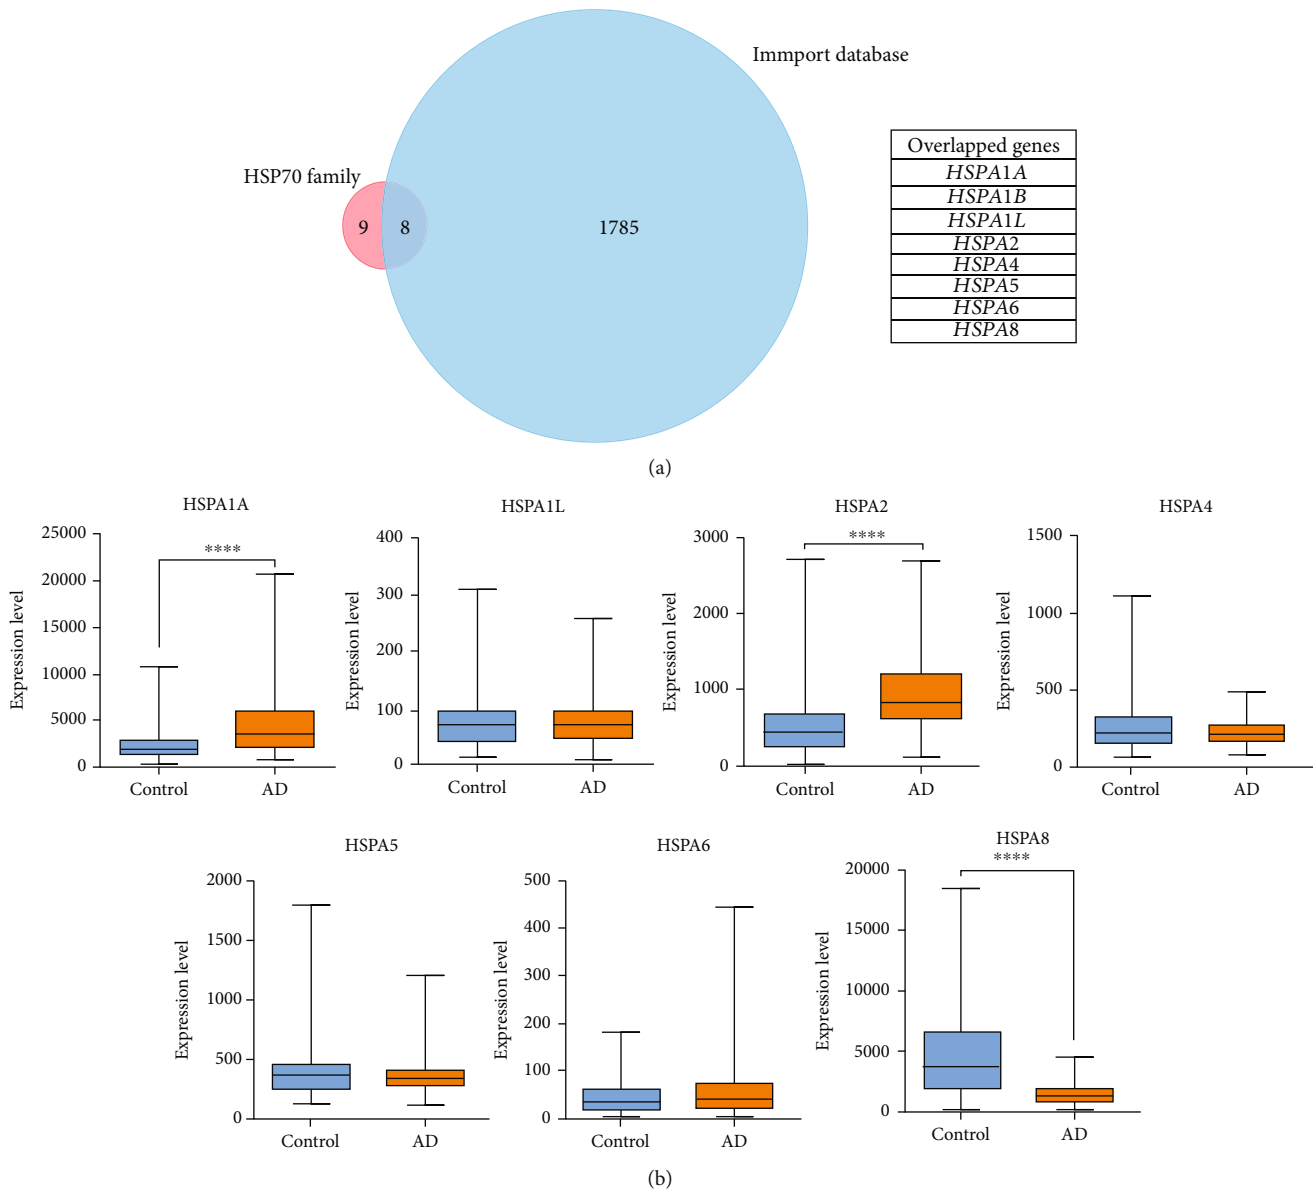 Immport database
HSP70 family
9
8
1785
Overlapped genes
HSPA1A
HSPA1B
HSPA1L
HSPA2
HSPA4
HSPA5
HSPA6
HSPA8
(a)
HSPA1A
Expression level
25000
20000
15000
10000
5000
0
****
Control
AD
HSPA1L
Expression level
400
300
200
100
0
Control
AD
HSPA2
Expression level
3000
2000
1000
0
****
Control
AD
HSPA4
Expression level
1500
1000
500
0
Control
AD
HSPA5
Expression level
2000
1500
1000
500
0
Control
AD
HSPA6
Expression level
500
400
300
200
100
0
Control
AD
HSPA8
Expression level
20000
15000
10000
5000
0
****
Control
AD
(b)